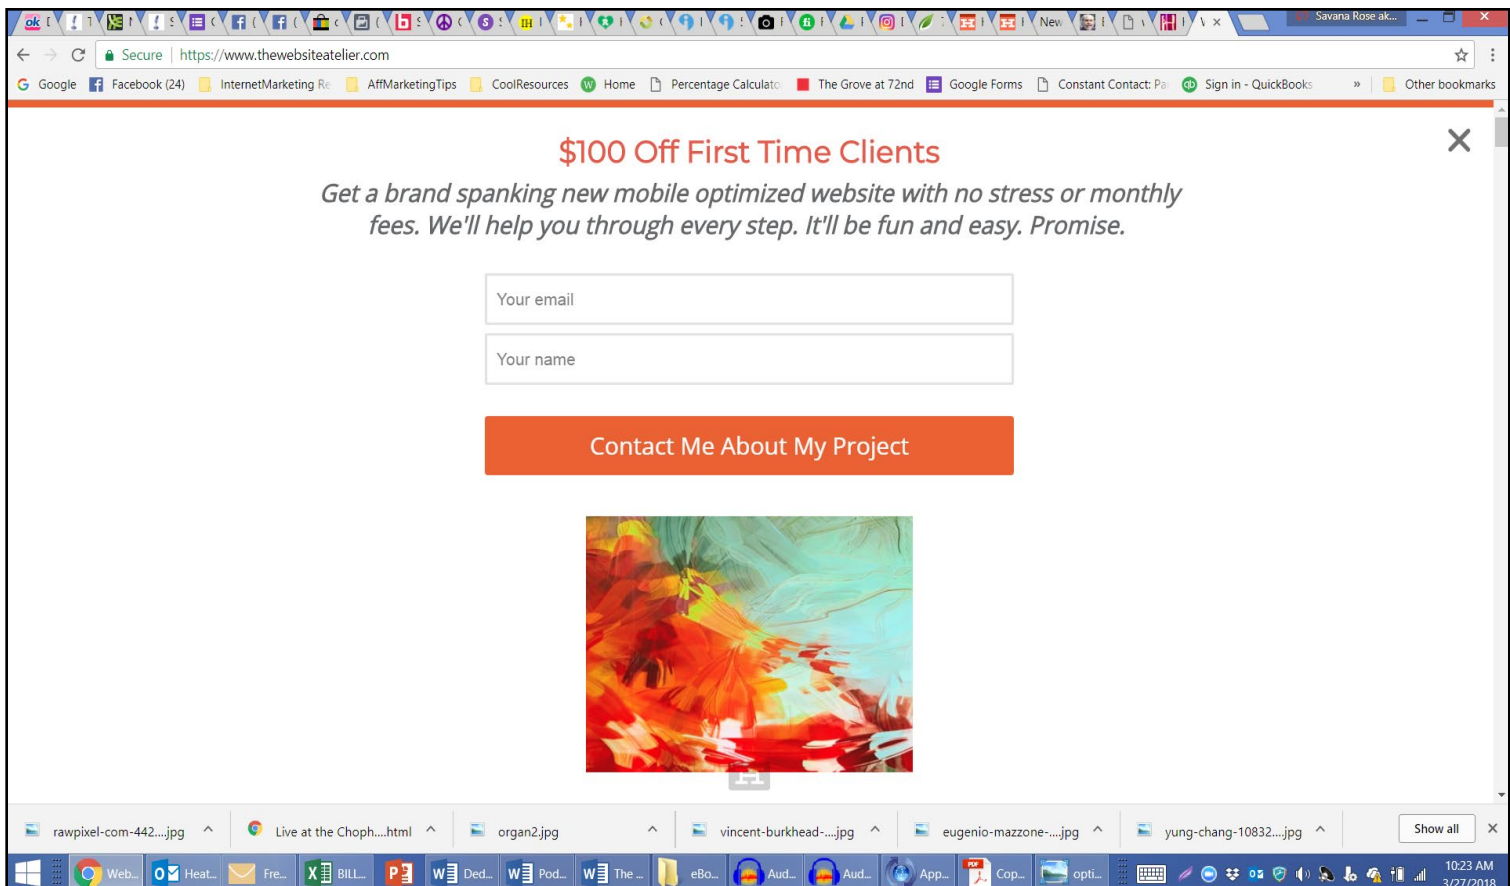 Savana Rose ak...
Secure https://www.thewebsiteatelier.com
Google Facebook (24) InternetMarketing Re AffMarketingTips CoolResources Home Percentage Calculato The Grove at 72nd Google Forms Constant Contact: Pa Sign in - QuickBooks » Other bookmarks
$100 Off First Time Clients
Get a brand spanking new mobile optimized website with no stress or monthly
fees. We'll help you through every step. It'll be fun and easy. Promise.
Your email
Your name
Contact Me About My Project
rawpixel-com-442....jpg Live at the Choph....html organ2.jpg vincent-burkhead-...jpg eugenio-mazzone-....jpg yung-chang-10832....jpg Show all
Web... Heat... Fre... BILL... Ded... Pod... The ... eBo... Aud... Aud... App... Cop... opti... 10:23 AM
3/27/2018